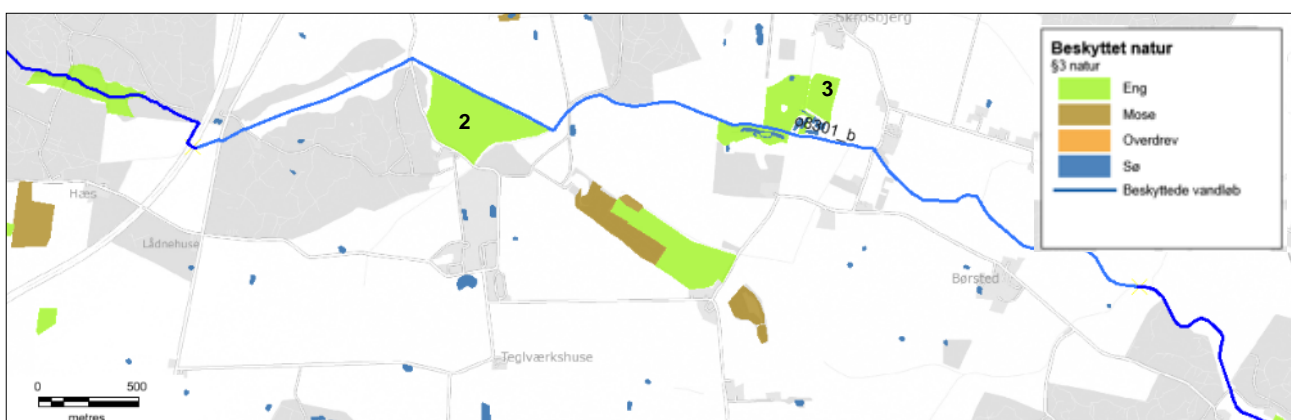 Skrosbjerg
3
2
o8301_b
Hæs
Lådnehuse
Børsted
Teglværkshuse
0 500
metres
Beskyttet natur
§3 natur
Eng
Mose
Overdrev
Sø
Beskyttede vandløb